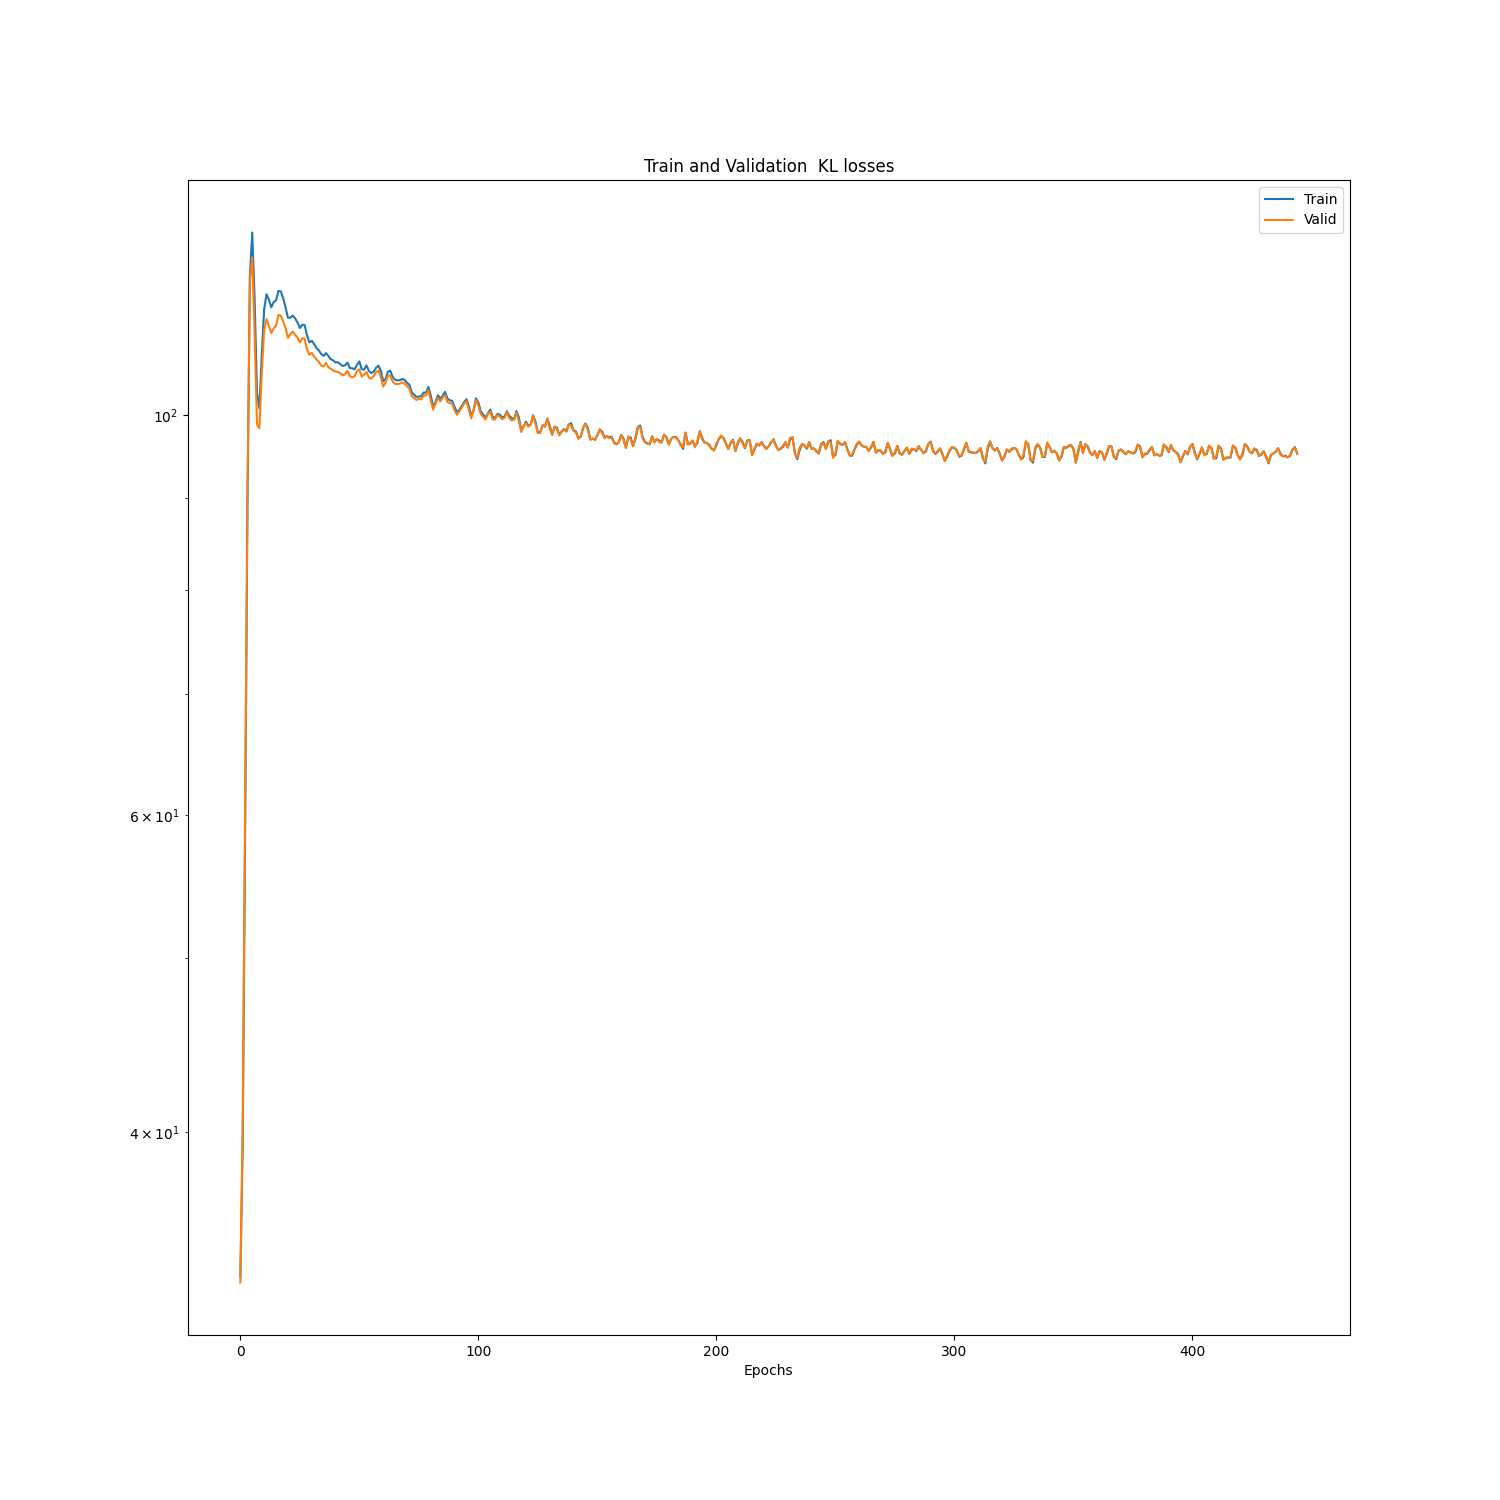 Train and Validation  KL losses
Train
Valid
10²
6 × 10¹
4 × 10¹
0 100 200 300 400
Epochs